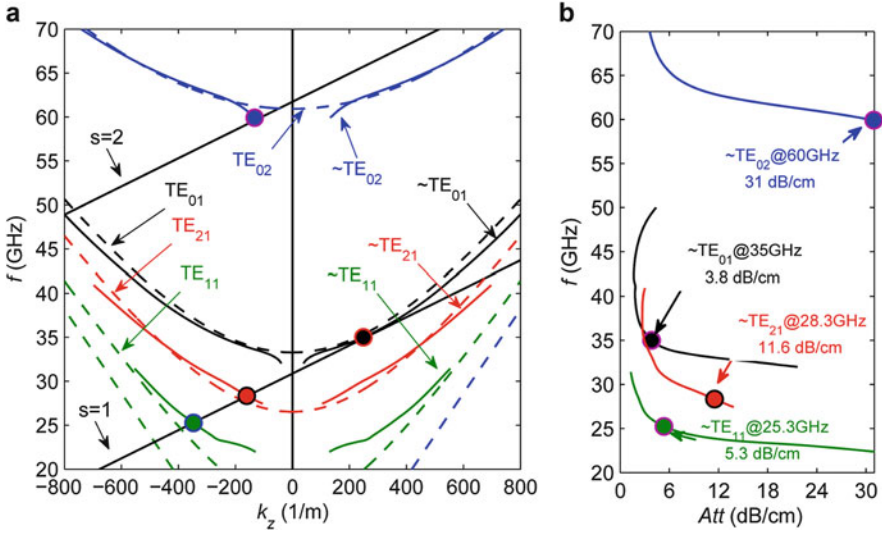 a
70
65
60
55
50
45
40
35
30
25
20
f (GHz)
−800 −600 −400 −200 0 200 400 600 800
k_z (1/m)
s=2
s=1
TE₀₂
~TE₀₂
TE₀₁
~TE₀₁
TE₂₁
~TE₂₁
TE₁₁
~TE₁₁
b
70
65
60
55
50
45
40
35
30
25
20
f (GHz)
0 6 12 18 24 30
Att (dB/cm)
~TE₀₂@60GHz
31 dB/cm
~TE₀₁@35GHz
3.8 dB/cm
~TE₂₁@28.3GHz
11.6 dB/cm
~TE₁₁@25.3GHz
5.3 dB/cm